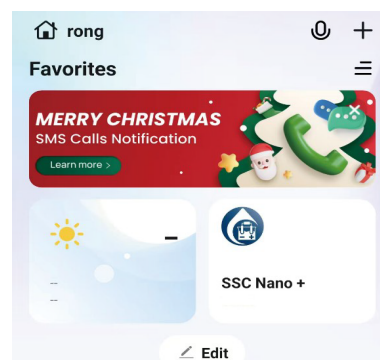 rong
Favorites
MERRY CHRISTMAS
SMS Calls Notification
Learn more >
--
--
SSC Nano +
Edit